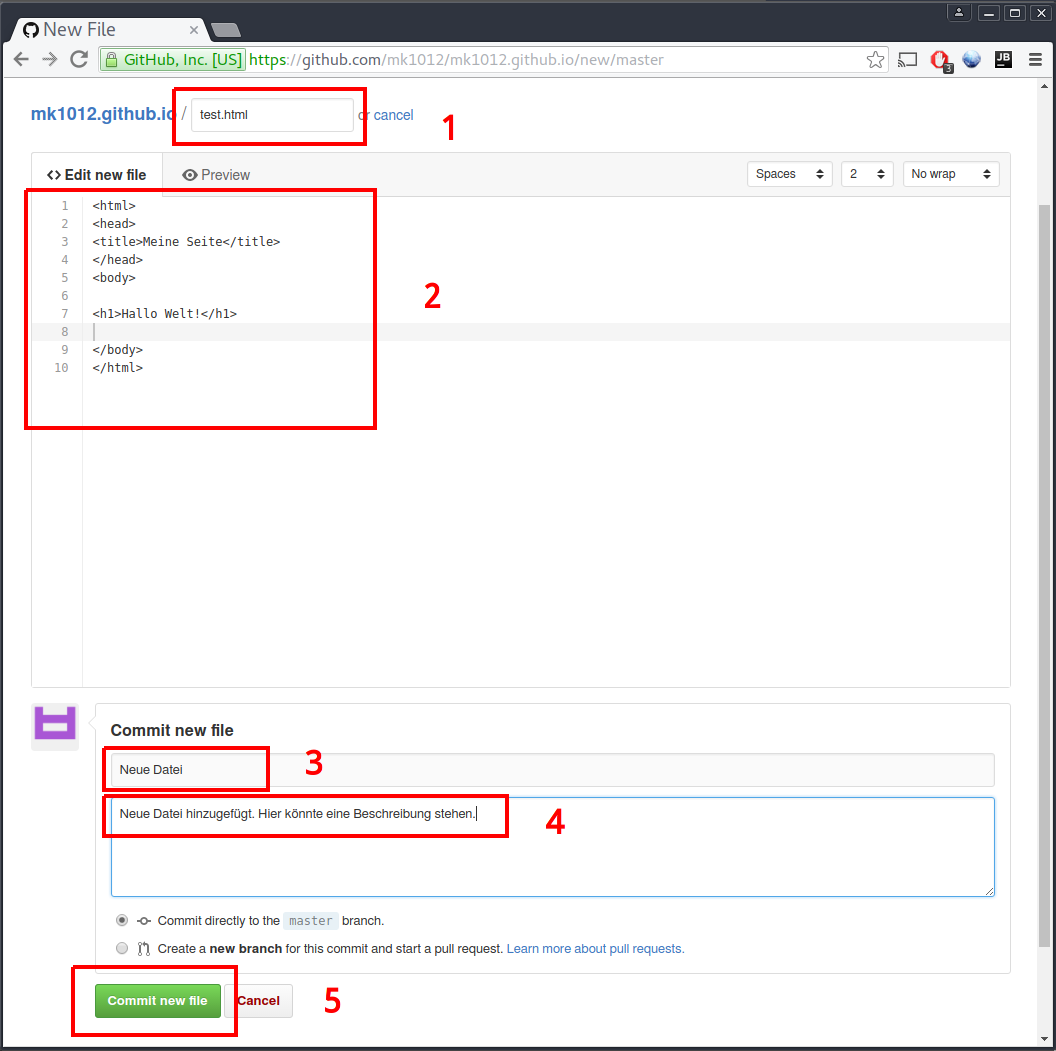 New File
GitHub, Inc. [US] https://github.com/mk1012/mk1012.github.io/new/master
3
JB
mk1012.github.io / test.html or cancel
1
<> Edit new file Preview Spaces 2 No wrap
1 <html>
2 <head>
3 <title>Meine Seite</title>
4 </head>
5 <body>
6
7 <h1>Hallo Welt!</h1>
8
9 </body>
10 </html>
2
Commit new file
Neue Datei
3
Neue Datei hinzugefügt. Hier könnte eine Beschreibung stehen.
4
Commit directly to the master branch.
Create a new branch for this commit and start a pull request. Learn more about pull requests.
Commit new file Cancel
5